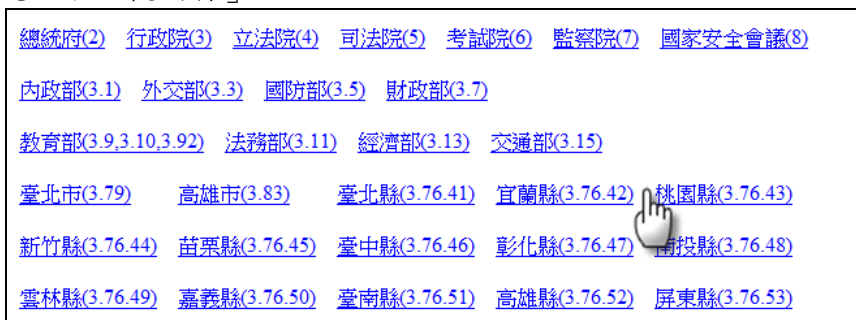 總統府(2) 行政院(3) 立法院(4) 司法院(5) 考試院(6) 監察院(7) 國家安全會議(8)
內政部(3.1) 外交部(3.3) 國防部(3.5) 財政部(3.7)
教育部(3.9,3.10,3.92) 法務部(3.11) 經濟部(3.13) 交通部(3.15)
臺北市(3.79) 高雄市(3.83) 臺北縣(3.76.41) 宜蘭縣(3.76.42) 桃園縣(3.76.43)
新竹縣(3.76.44) 苗栗縣(3.76.45) 臺中縣(3.76.46) 彰化縣(3.76.47) 南投縣(3.76.48)
雲林縣(3.76.49) 嘉義縣(3.76.50) 臺南縣(3.76.51) 高雄縣(3.76.52) 屏東縣(3.76.53)